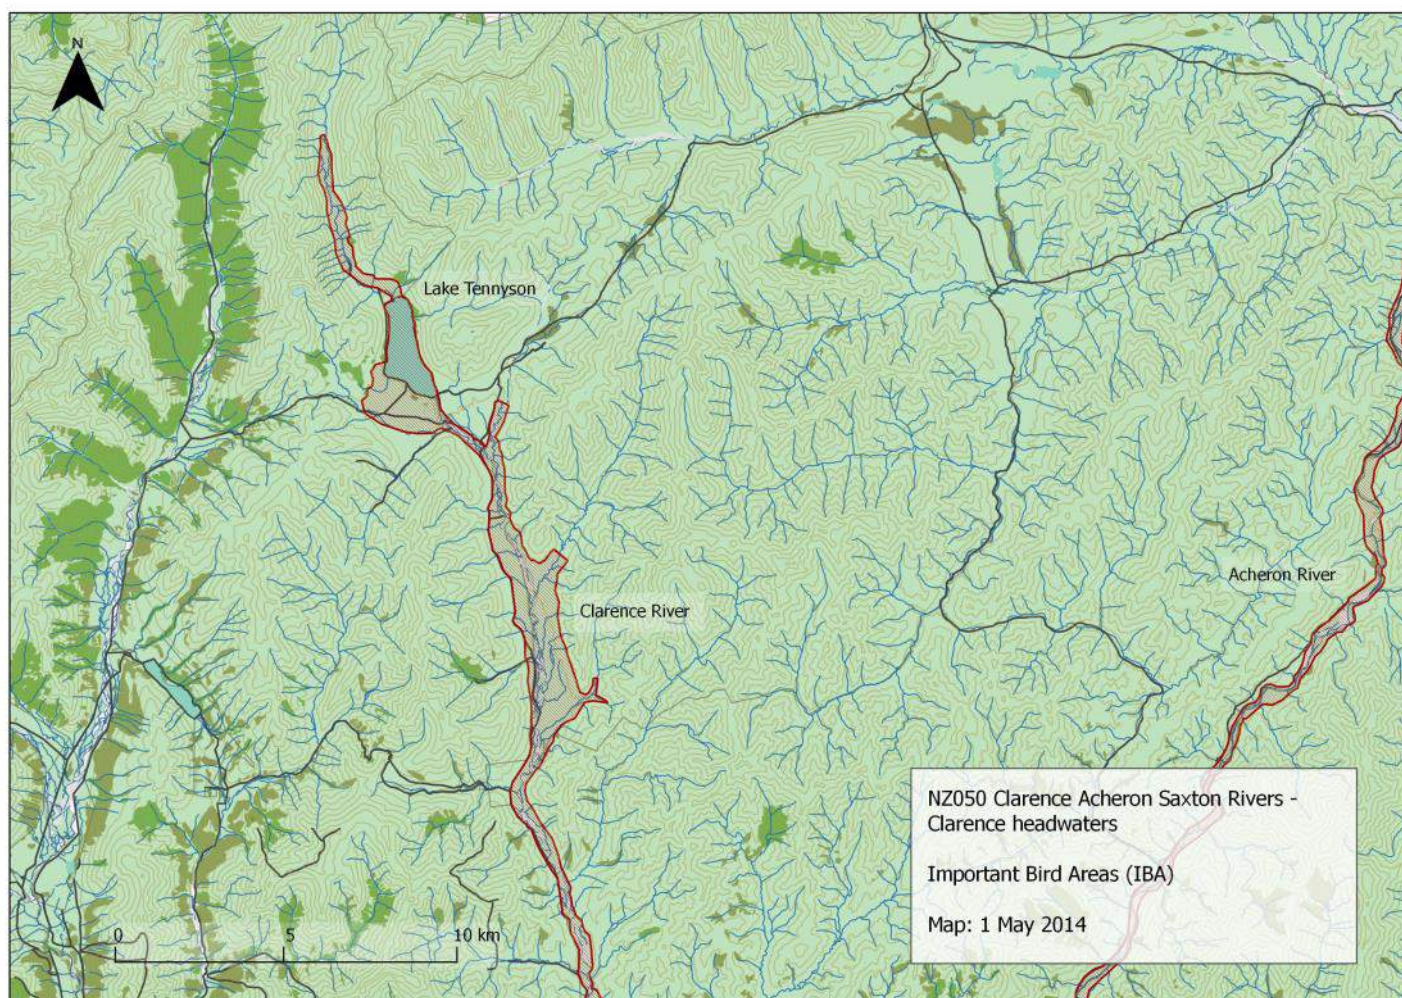 N
Lake Tennyson
Acheron River
Clarence River
NZ050 Clarence Acheron Saxton Rivers -
Clarence headwaters
Important Bird Areas (IBA)
Map: 1 May 2014
0 5 10 km